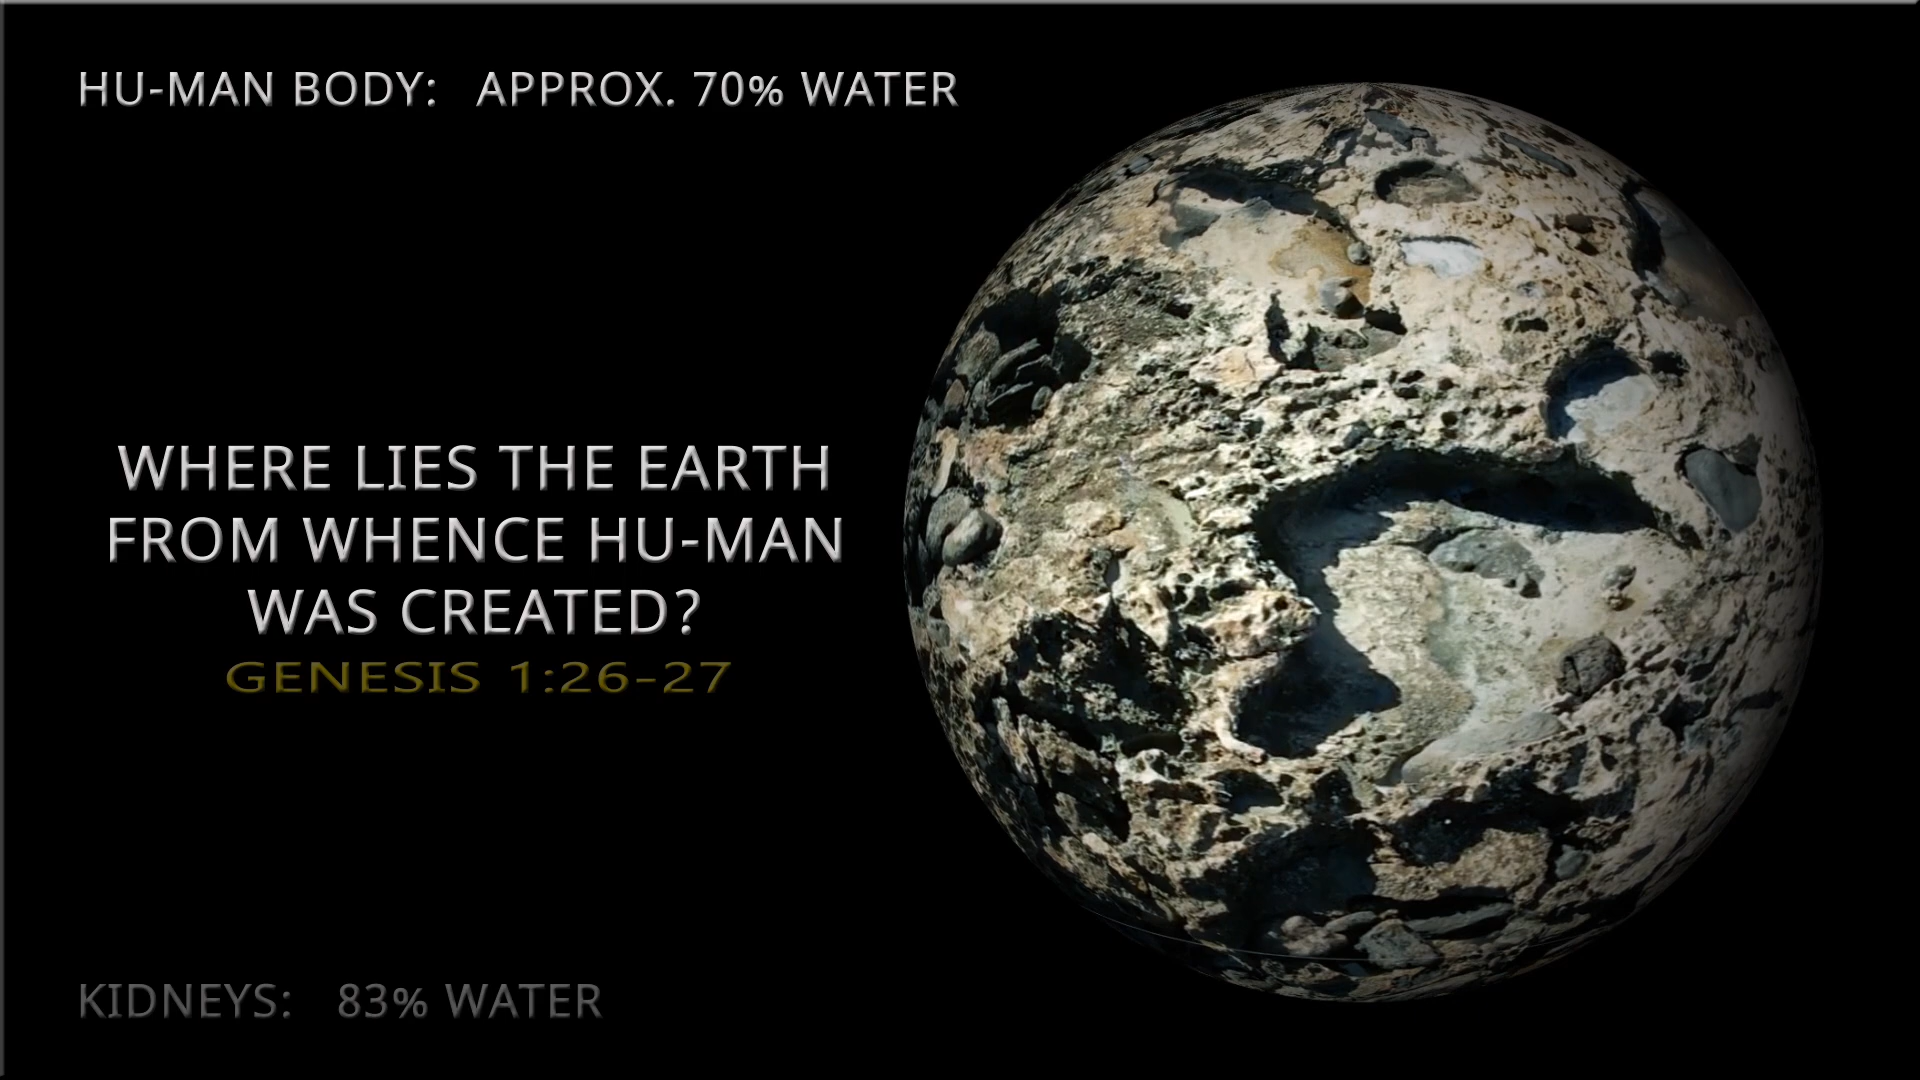 HU-MAN BODY: APPROX. 70% WATER
WHERE LIES THE EARTH
FROM WHENCE HU-MAN
WAS CREATED?
GENESIS 1:26-27
KIDNEYS: 83% WATER